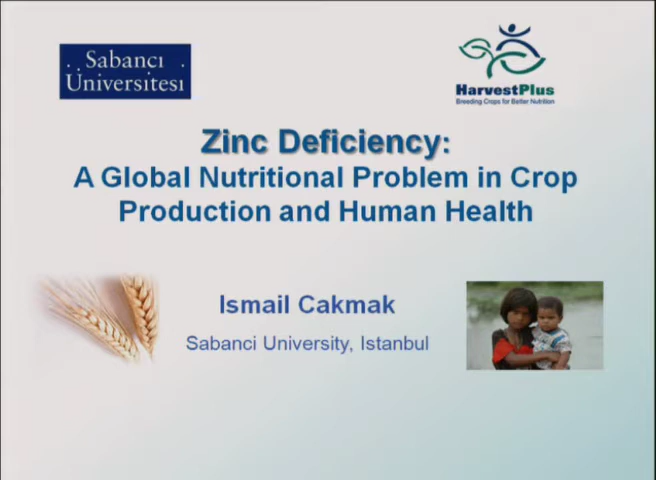 Sabancı
Üniversitesi
HarvestPlus
Breeding Crops for Better Nutrition
Zinc Deficiency:
A Global Nutritional Problem in Crop
Production and Human Health
Ismail Cakmak
Sabanci University, Istanbul